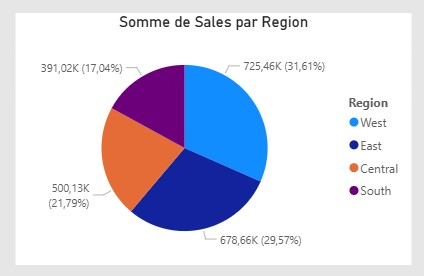 Somme de Sales par Region
391,02K (17,04%)
725,46K (31,61%)
Region
West
East
Central
South
500,13K
(21,79%)
678,66K (29,57%)